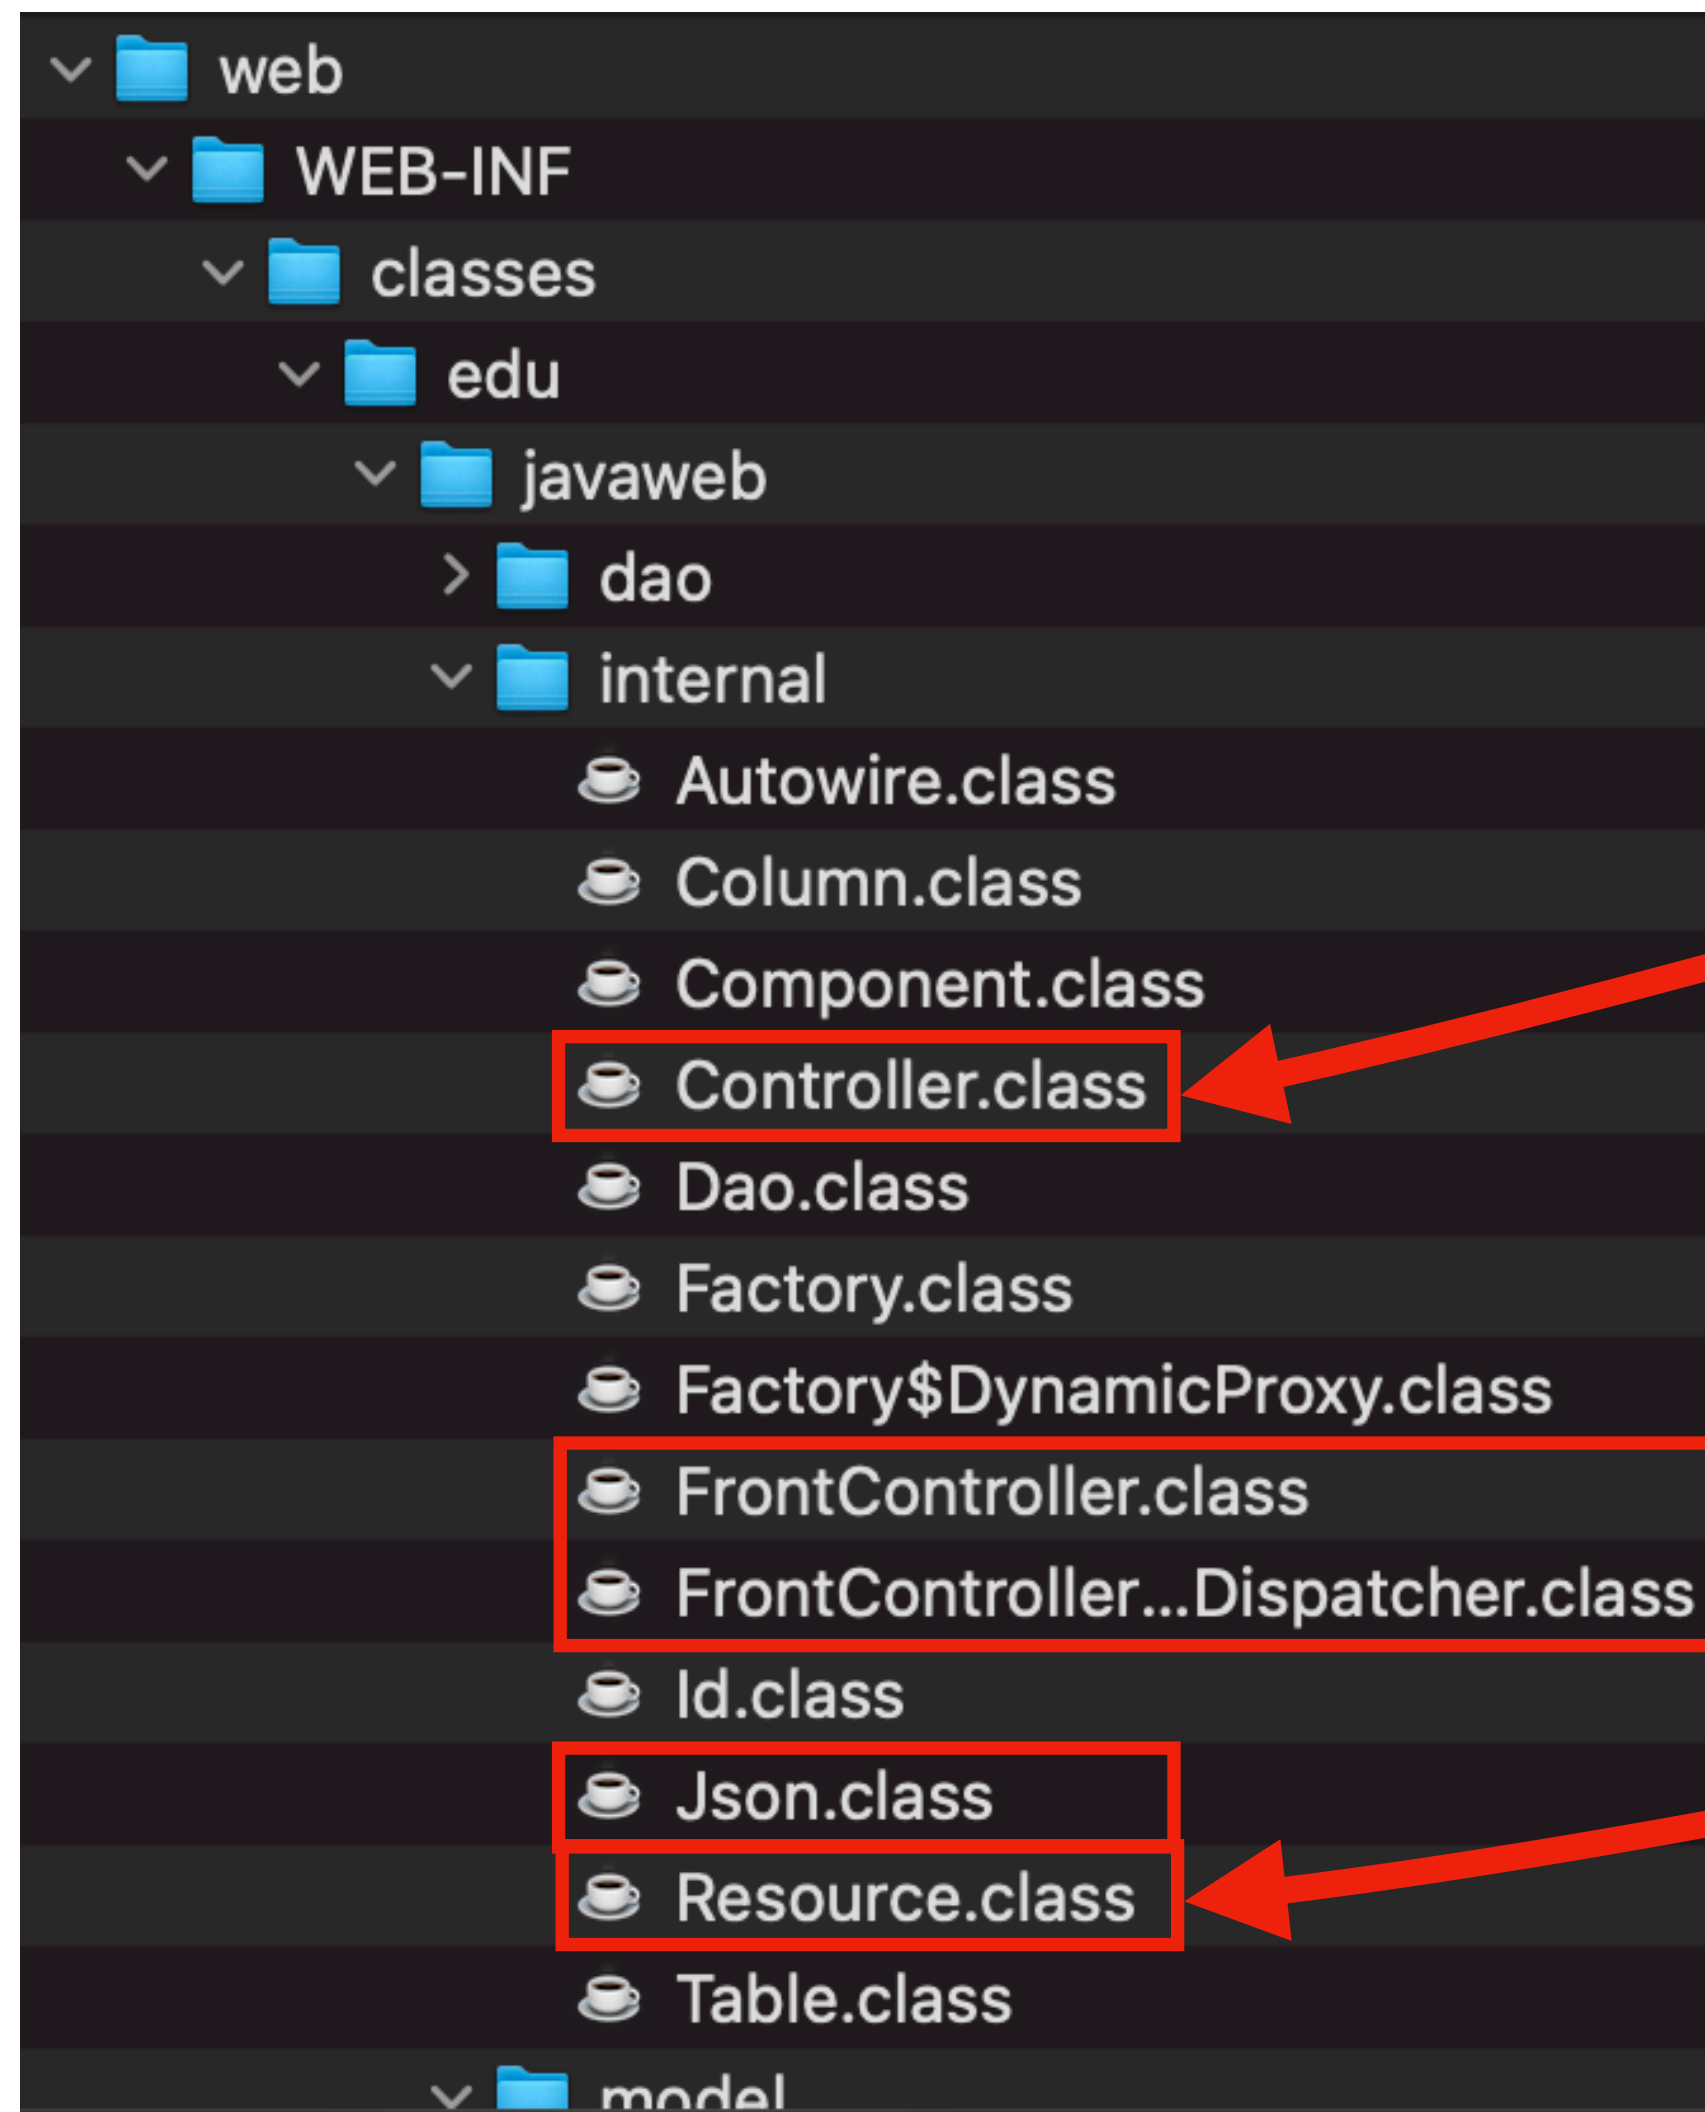 web
WEB-INF
classes
edu
javaweb
dao
internal
Autowire.class
Column.class
Component.class
Controller.class
Dao.class
Factory.class
Factory$DynamicProxy.class
FrontController.class
FrontController...Dispatcher.class
Id.class
Json.class
Resource.class
Table.class
model